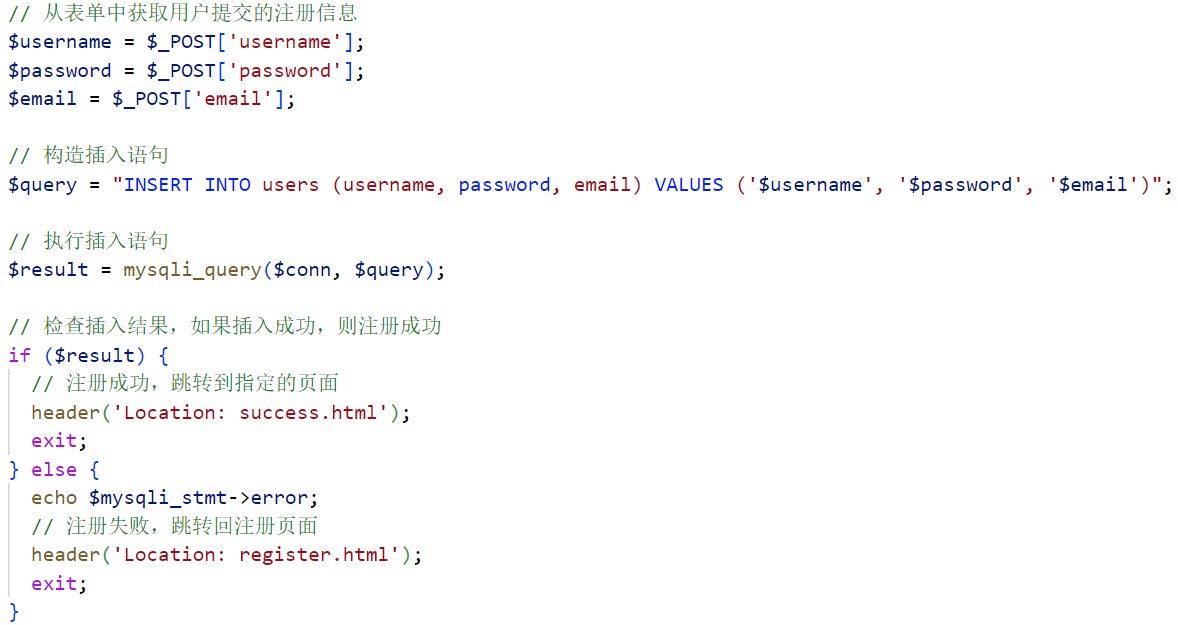 // 从表单中获取用户提交的注册信息
$username = $_POST['username'];
$password = $_POST['password'];
$email = $_POST['email'];
// 构造插入语句
$query = "INSERT INTO users (username, password, email) VALUES ('$username', '$password', '$email')";
// 执行插入语句
$result = mysqli_query($conn, $query);
// 检查插入结果，如果插入成功，则注册成功
if ($result) {
  // 注册成功，跳转到指定的页面
  header('Location: success.html');
  exit;
} else {
  echo $mysqli_stmt->error;
  // 注册失败，跳转回注册页面
  header('Location: register.html');
  exit;
}